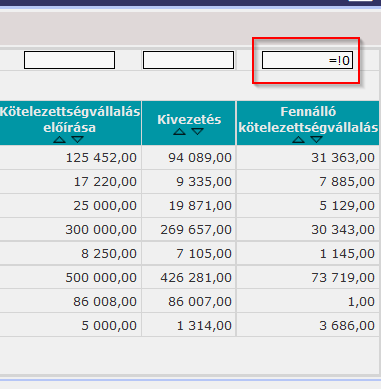 =!0
Kötelezettségvállalás előírása Kivezetés Fennálló kötelezettségvállalás
125 452,00 94 089,00 31 363,00
17 220,00 9 335,00 7 885,00
25 000,00 19 871,00 5 129,00
300 000,00 269 657,00 30 343,00
8 250,00 7 105,00 1 145,00
500 000,00 426 281,00 73 719,00
86 008,00 86 007,00 1,00
5 000,00 1 314,00 3 686,00